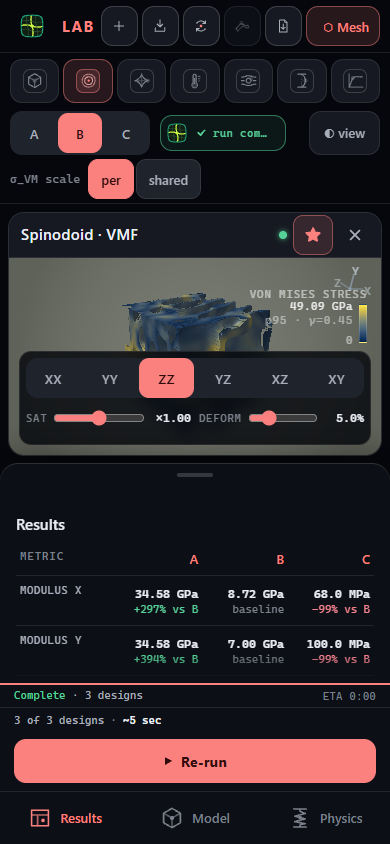 LAB
Mesh
A B C
run com…
view
σ_VM scale
per
shared
Spinodoid · VMF
Y
Z
X
VON MISES STRESS
49.09 GPa
p95 · γ=0.45
0
XX YY ZZ YZ XZ XY
SAT ×1.00 DEFORM 5.0%
Results
METRIC A B C
MODULUS X 34.58 GPa 8.72 GPa 68.0 MPa
+297% vs B baseline −99% vs B
MODULUS Y 34.58 GPa 7.00 GPa 100.0 MPa
+394% vs B baseline −99% vs B
Complete · 3 designs ETA 0:00
3 of 3 designs · ~5 sec
Re-run
Results Model Physics